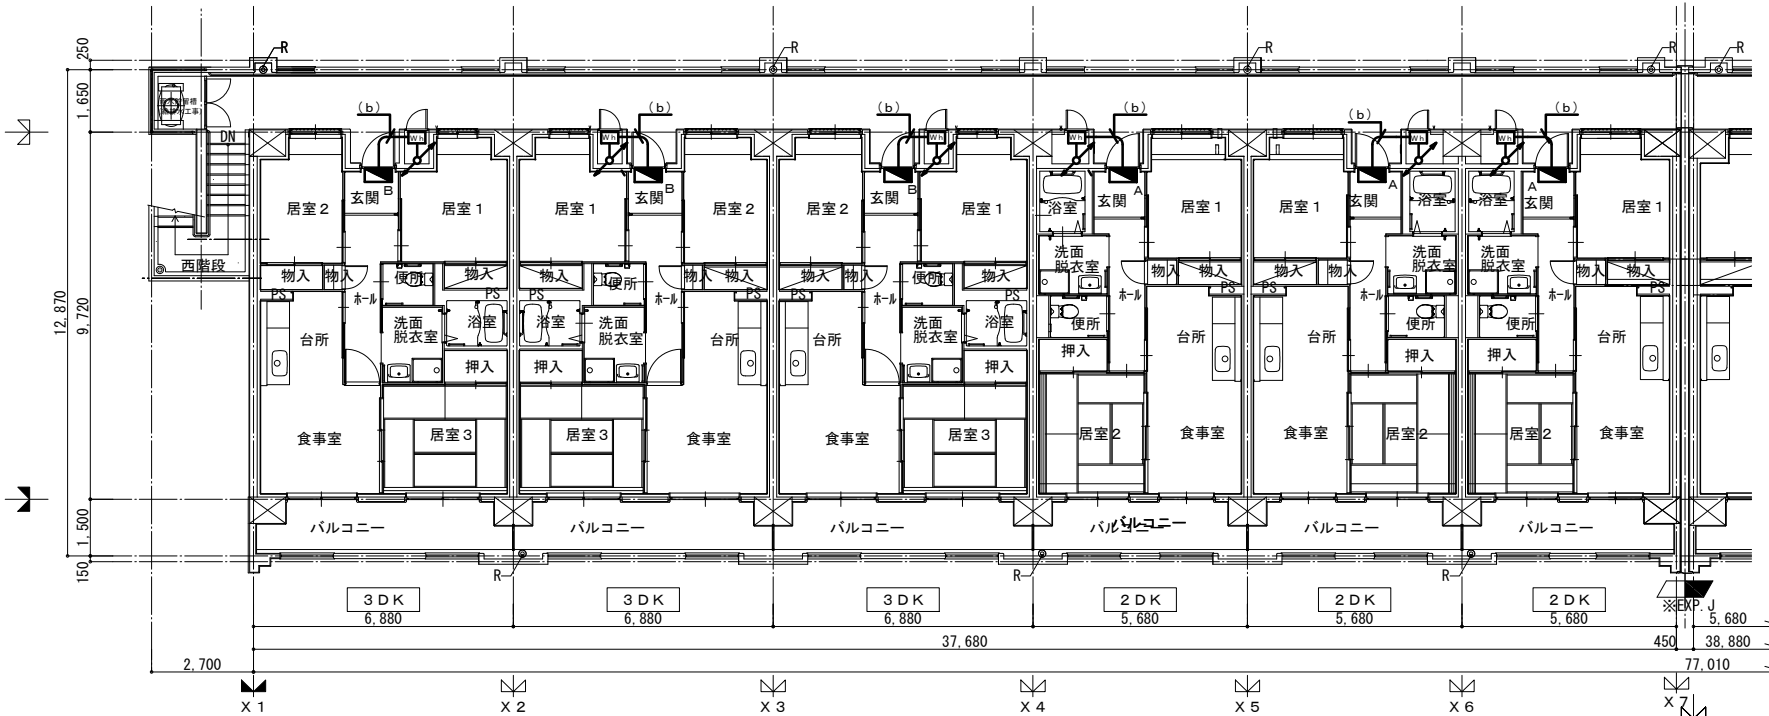 R R R R R
250
1,650
12,870
9,720
1,500
150
DN
(b) (b) (b) (b) (b) (b)
Wh Wh Wh Wh Wh Wh
B B B A A A
玄関 玄関 玄関 玄関 玄関 玄関
浴室 浴室 浴室
居室2 居室1 居室1 居室2 居室2 居室1 居室1 居室1 居室1
西階段
洗面 洗面 洗面
脱衣室 脱衣室 脱衣室
物入 物入 便所 物入 物入 便所 物入 物入 物入 物入 便所 物入 物入 物入 物入 物入 物入 物入
PS PS PS PS PS PS PS PS PS
ホール ホール ホール ホール ホール ホール
台所 洗面 浴室 浴室 洗面 台所 台所 洗面 浴室 便所 台所 台所 便所 便所 台所
脱衣室 脱衣室 脱衣室
押入 押入 押入 押入 押入 押入
食事室 居室3 居室3 食事室 食事室 居室3 居室2 食事室 食事室 居室2 居室2 食事室
バルコニー バルコニー バルコニー バルコニー バルコニー バルコニー バルコニー
R R R
3DK 3DK 3DK 2DK 2DK 2DK
※EXP.J
6,880 6,880 6,880 5,680 5,680 5,680 5,680
37,680 450 38,880
2,700 77,010
X1 X2 X3 X4 X5 X6 X7